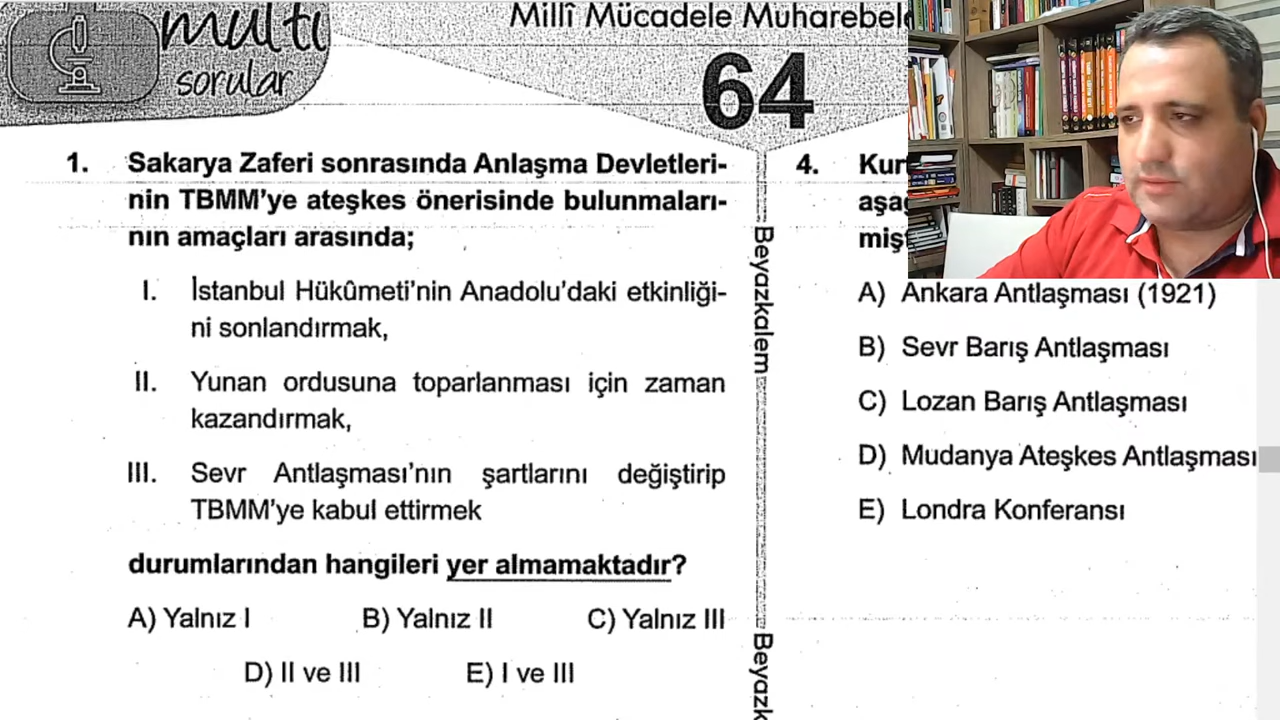 multi
sorular
Millî Mücadele
64
1. Sakarya Zaferi sonrasında Anlaşma Devletleri-
nin TBMM'ye ateşkes önerisinde bulunmaları-
nın amaçları arasında;
I. İstanbul Hükûmeti'nin Anadolu'daki etkinliği-
ni sonlandırmak,
II. Yunan ordusuna toparlanması için zaman
kazandırmak,
III. Sevr Antlaşması'nın şartlarını değiştirip
TBMM'ye kabul ettirmek
durumlarından hangileri yer almamaktadır?
A) Yalnız I B) Yalnız II C) Yalnız III
D) II ve III E) I ve III
Beyazkalem
Beyazk
4. Kur
aşa
miş
A) Ankara Antlaşması (1921)
B) Sevr Barış Antlaşması
C) Lozan Barış Antlaşması
D) Mudanya Ateşkes Antlaşması
E) Londra Konferansı